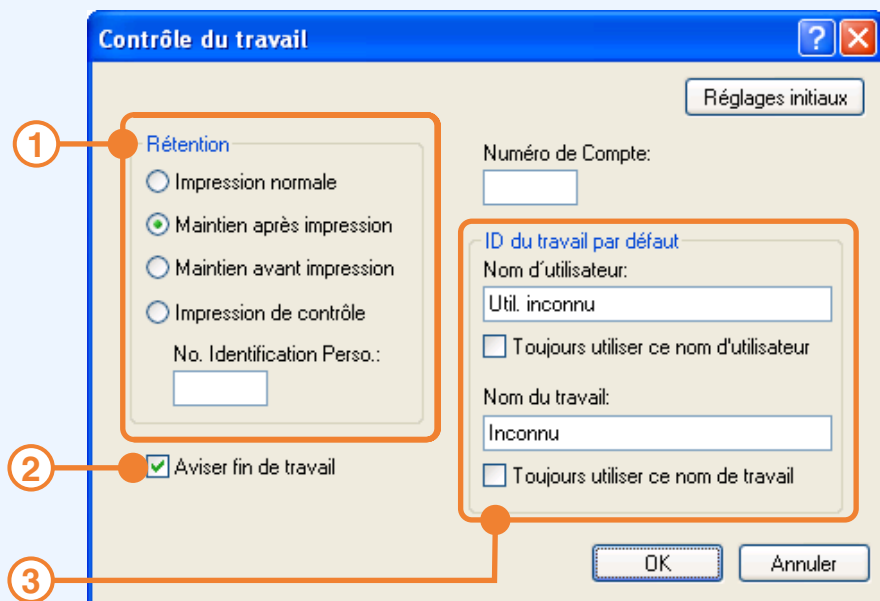 Contrôle du travail
Réglages initiaux
1
Rétention
Impression normale
Maintien après impression
Maintien avant impression
Impression de contrôle
No. Identification Perso.:
2
Aviser fin de travail
Numéro de Compte:
ID du travail par défaut
Nom d´utilisateur:
Util. inconnu
Toujours utiliser ce nom d'utilisateur
Nom du travail:
Inconnu
Toujours utiliser ce nom de travail
3
OK
Annuler